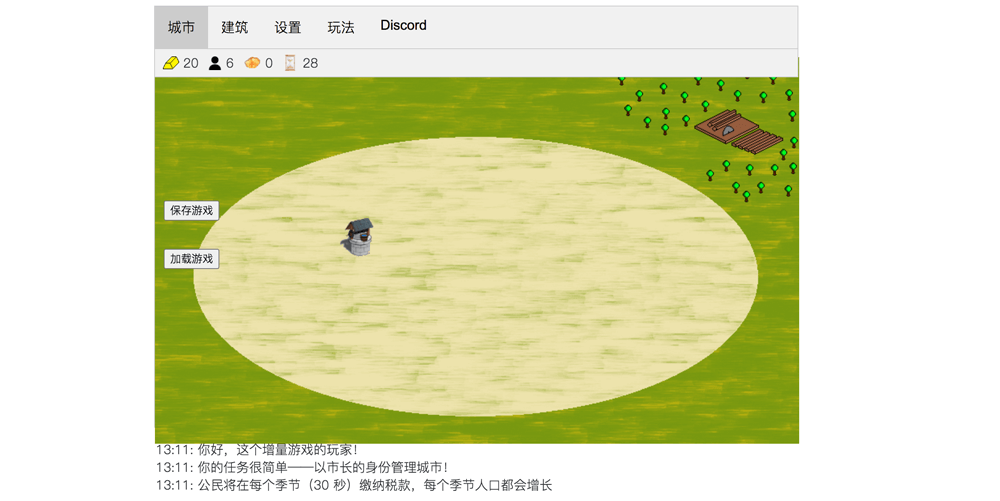 城市 建筑 设置 玩法 Discord
20 6 0 28
保存游戏
加载游戏
13:11: 你好，这个增量游戏的玩家！
13:11: 你的任务很简单——以市长的身份管理城市！
13:11: 公民将在每个季节（30 秒）缴纳税款，每个季节人口都会增长